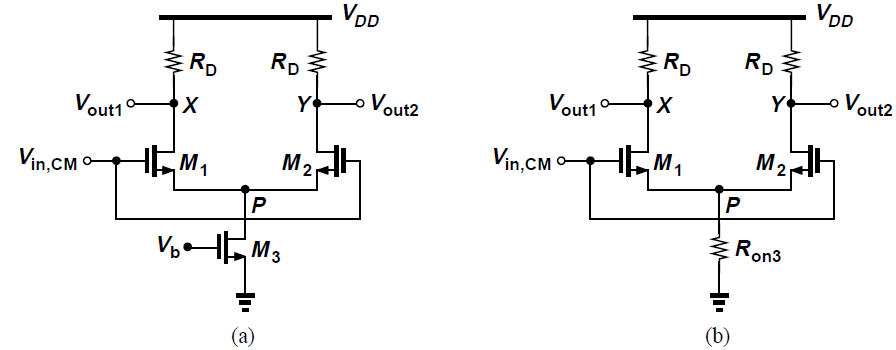 V_DD V_DD
R_D R_D R_D R_D
V_out1 X Y V_out2 V_out1 X Y V_out2
V_in,CM M_1 M_2 V_in,CM M_1 M_2
P P
V_b M_3 R_on3
(a) (b)